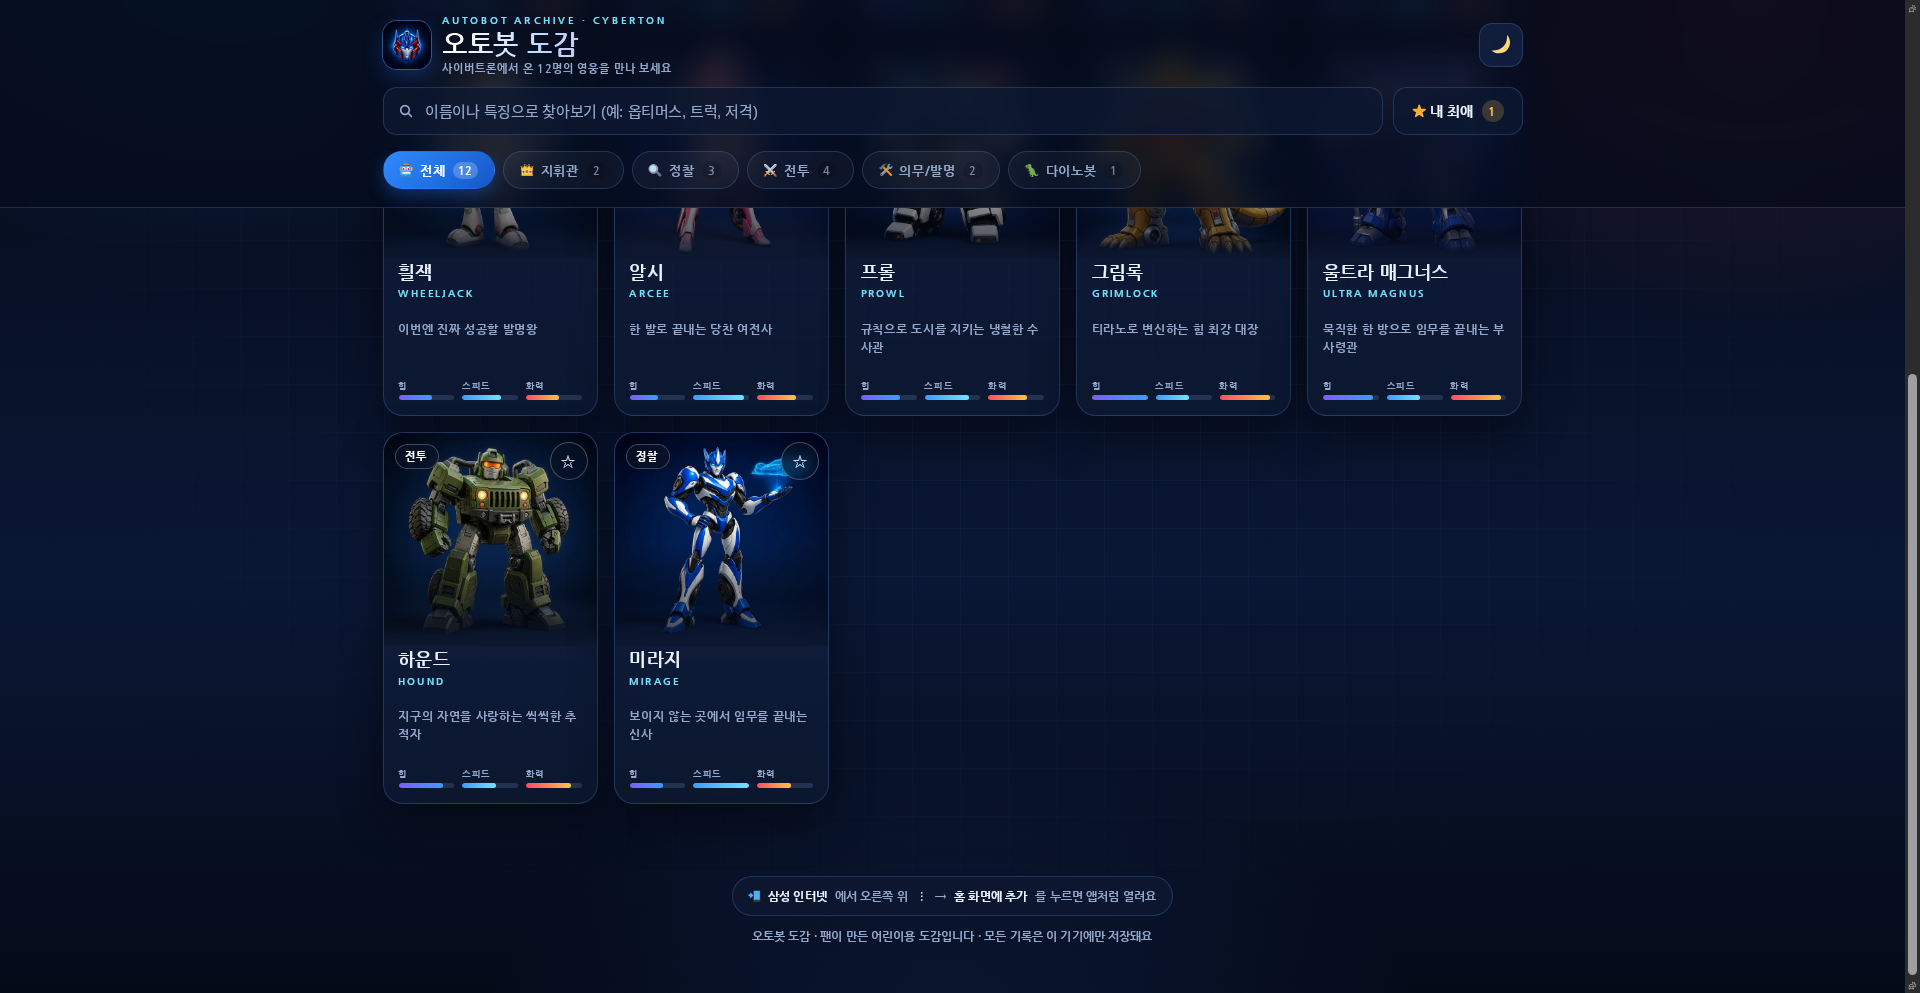 AUTOBOT ARCHIVE · CYBERTON
오토봇 도감
사이버트론에서 온 12명의 영웅을 만나 보세요
이름이나 특징으로 찾아보기 (예: 옵티머스, 트럭, 저격)
내 최애 1
전체 12
지휘관 2
정찰 3
전투 4
의무/발명 2
다이노봇 1
휠잭
WHEELJACK
이번엔 진짜 성공할 발명왕
힘 스피드 화력
알시
ARCEE
한 발로 끝내는 당찬 여전사
힘 스피드 화력
프롤
PROWL
규칙으로 도시를 지키는 냉철한 수
사관
힘 스피드 화력
그림록
GRIMLOCK
티라노로 변신하는 힘 최강 대장
힘 스피드 화력
울트라 매그너스
ULTRA MAGNUS
묵직한 한 방으로 임무를 끝내는 부
사령관
힘 스피드 화력
전투
하운드
HOUND
지구의 자연을 사랑하는 씩씩한 추
적자
힘 스피드 화력
정찰
미라지
MIRAGE
보이지 않는 곳에서 임무를 끝내는
신사
힘 스피드 화력
삼성 인터넷 에서 오른쪽 위 ⋮ → 홈 화면에 추가 를 누르면 앱처럼 열려요
오토봇 도감 · 팬이 만든 어린이용 도감입니다 · 모든 기록은 이 기기에만 저장돼요